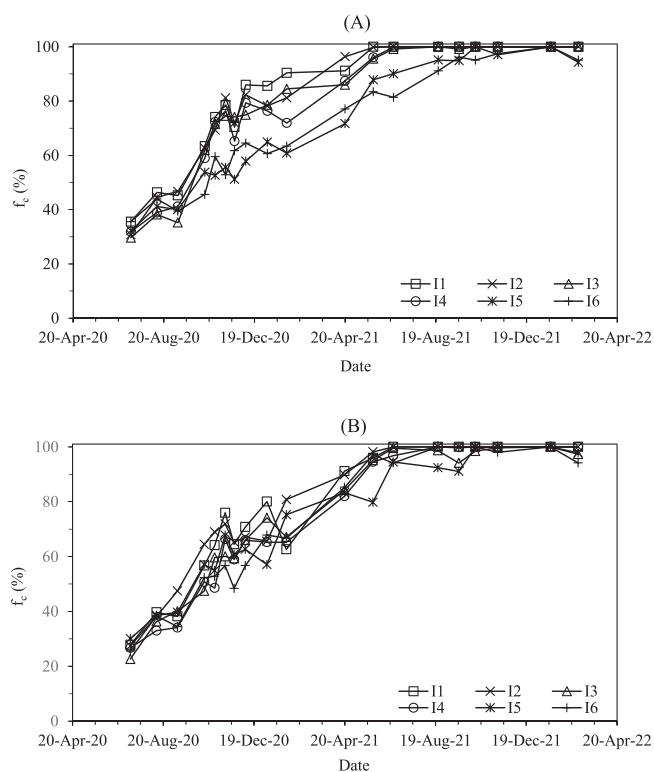 (A)
100
80
60
40
20
0
f_c (%)
I1 I2 I3
I4 I5 I6
20-Apr-20 20-Aug-20 19-Dec-20 20-Apr-21 19-Aug-21 19-Dec-21 20-Apr-22
Date
(B)
100
80
60
40
20
0
f_c (%)
I1 I2 I3
I4 I5 I6
20-Apr-20 20-Aug-20 19-Dec-20 20-Apr-21 19-Aug-21 19-Dec-21 20-Apr-22
Date